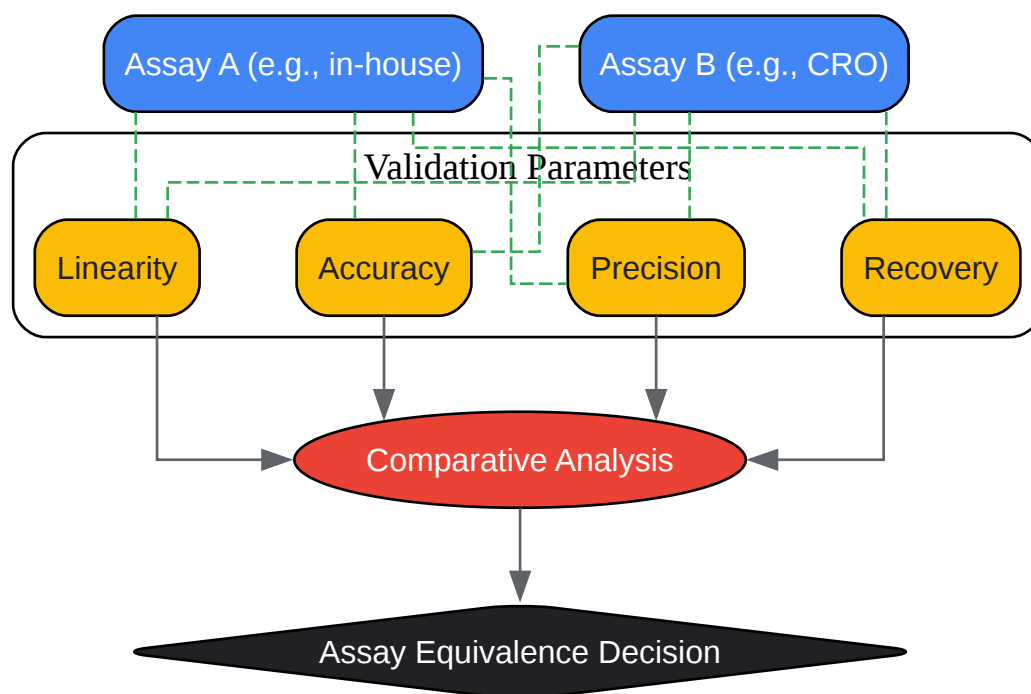 Assay A (e.g., in-house)
Assay B (e.g., CRO)
Validation Parameters
Linearity
Accuracy
Precision
Recovery
Comparative Analysis
Assay Equivalence Decision